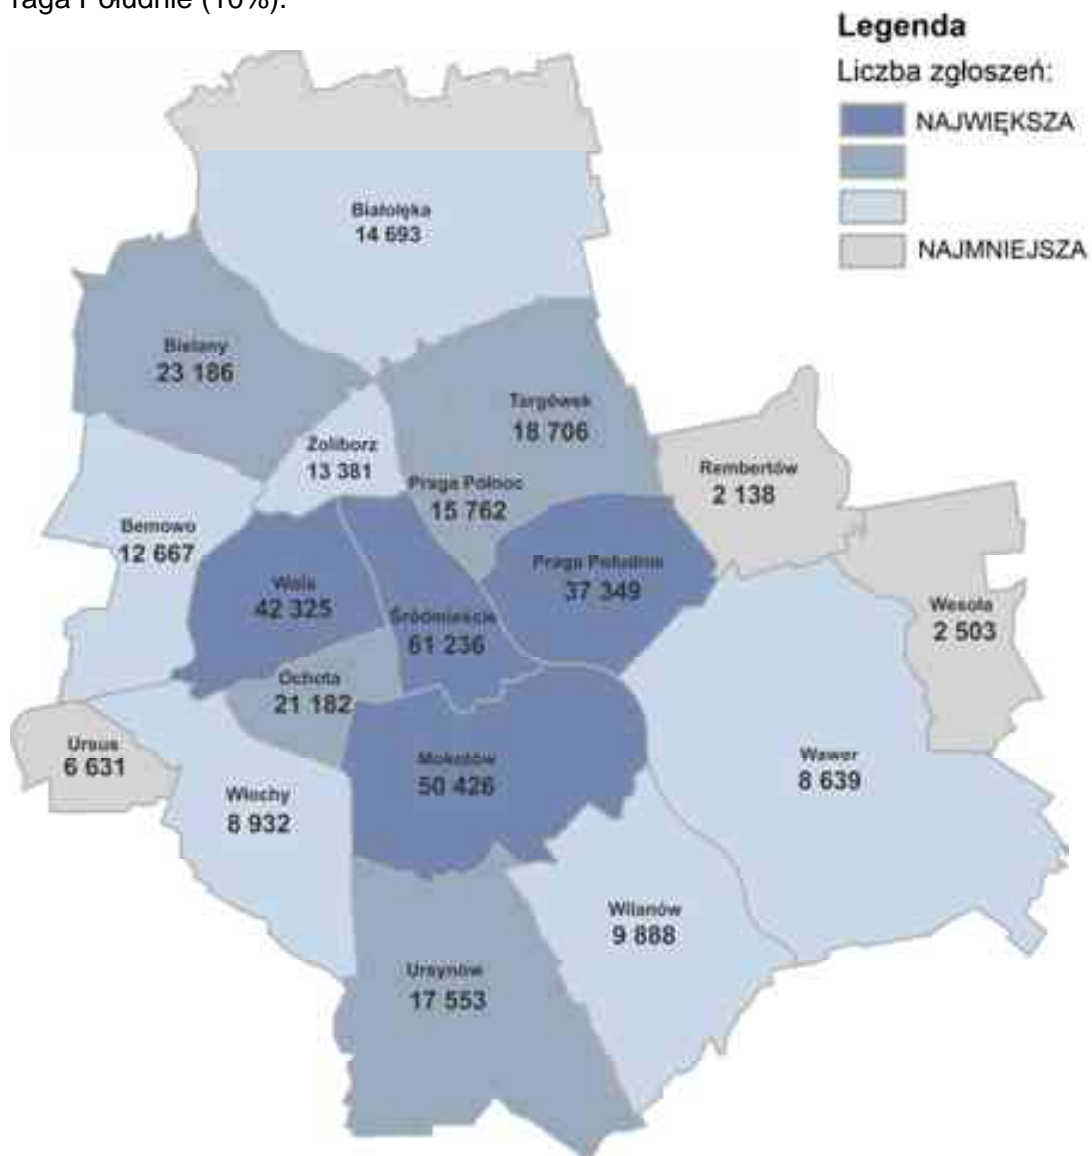 raga Południe (10%).
Legenda
Liczba zgłoszeń:
NAJWIĘKSZA
NAJMNIEJSZA
Białołęka
14 693
Bielany
23 186
Targówek
18 706
Żoliborz
13 381
Praga Północ
15 762
Rembertów
2 138
Bemowo
12 667
Wola
42 325
Praga Południe
37 349
Śródmieście
61 236
Wesoła
2 503
Ochota
21 182
Ursus
6 631
Mokotów
50 426
Wawer
8 639
Włochy
8 932
Wilanów
9 888
Ursynów
17 553